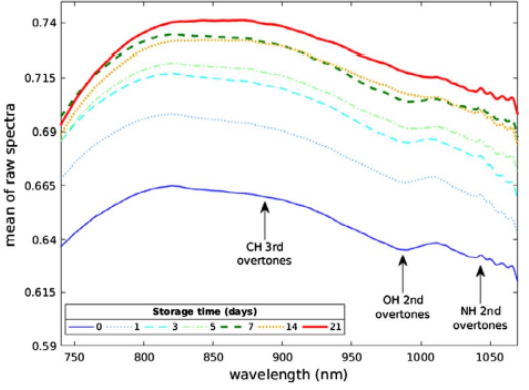 0.74
0.715
0.69
0.665
0.64
0.615
0.59
mean of raw spectra
CH 3rd
overtones
OH 2nd
overtones
NH 2nd
overtones
Storage time (days)
0 1 3 5 7 14 21
740 800 850 900 950 1000 1050
wavelength (nm)